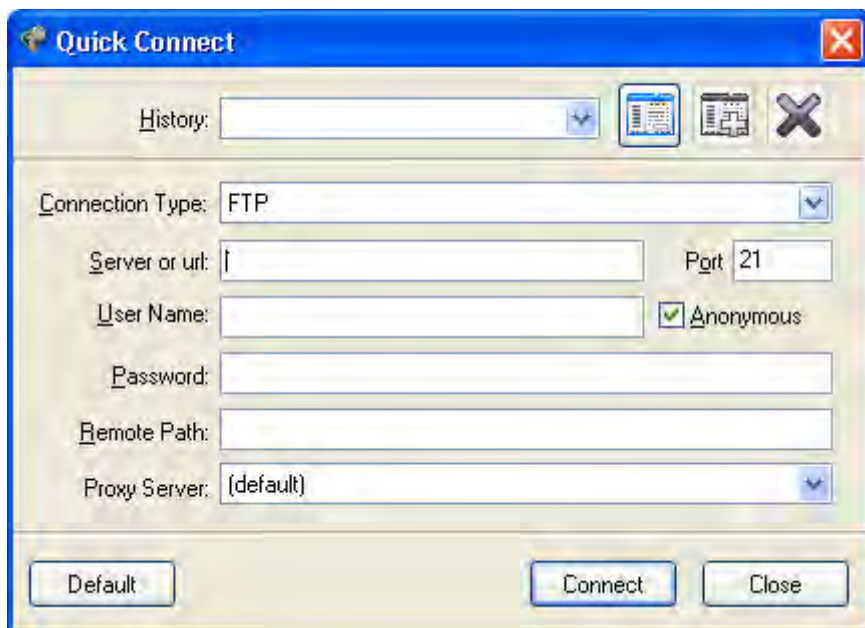 Quick Connect
History:
Connection Type: FTP
Server or url: Port 21
User Name: Anonymous
Password:
Remote Path:
Proxy Server: (default)
Default Connect Close